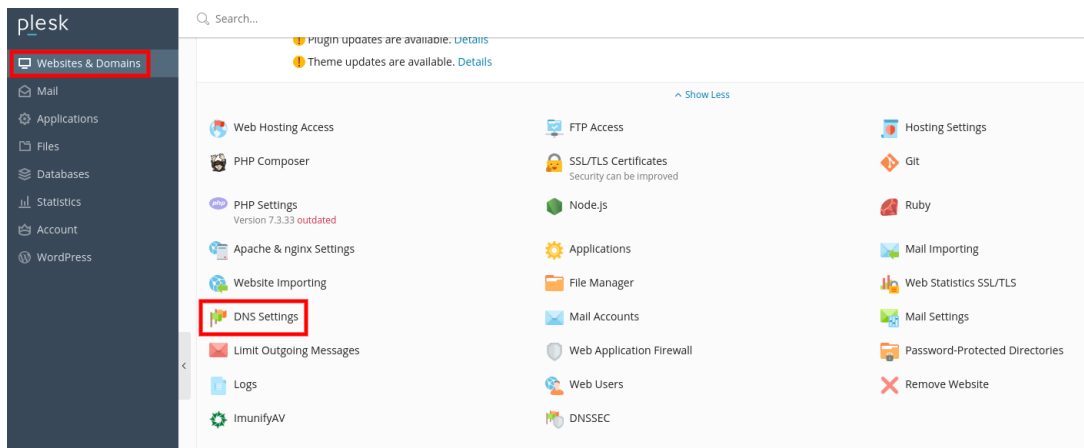 plesk
Search...
Websites & Domains
Mail
Applications
Files
Databases
Statistics
Account
WordPress
Plugin updates are available. Details
Theme updates are available. Details
Show Less
Web Hosting Access
FTP Access
Hosting Settings
PHP Composer
SSL/TLS Certificates
Security can be improved
Git
php
PHP Settings
Version 7.3.33 outdated
Node.js
Ruby
Apache & nginx Settings
Applications
Mail Importing
Website Importing
File Manager
Web Statistics SSL/TLS
DNS Settings
Mail Accounts
Mail Settings
Limit Outgoing Messages
Web Application Firewall
Password-Protected Directories
Logs
Web Users
Remove Website
ImunifyAV
DNSSEC